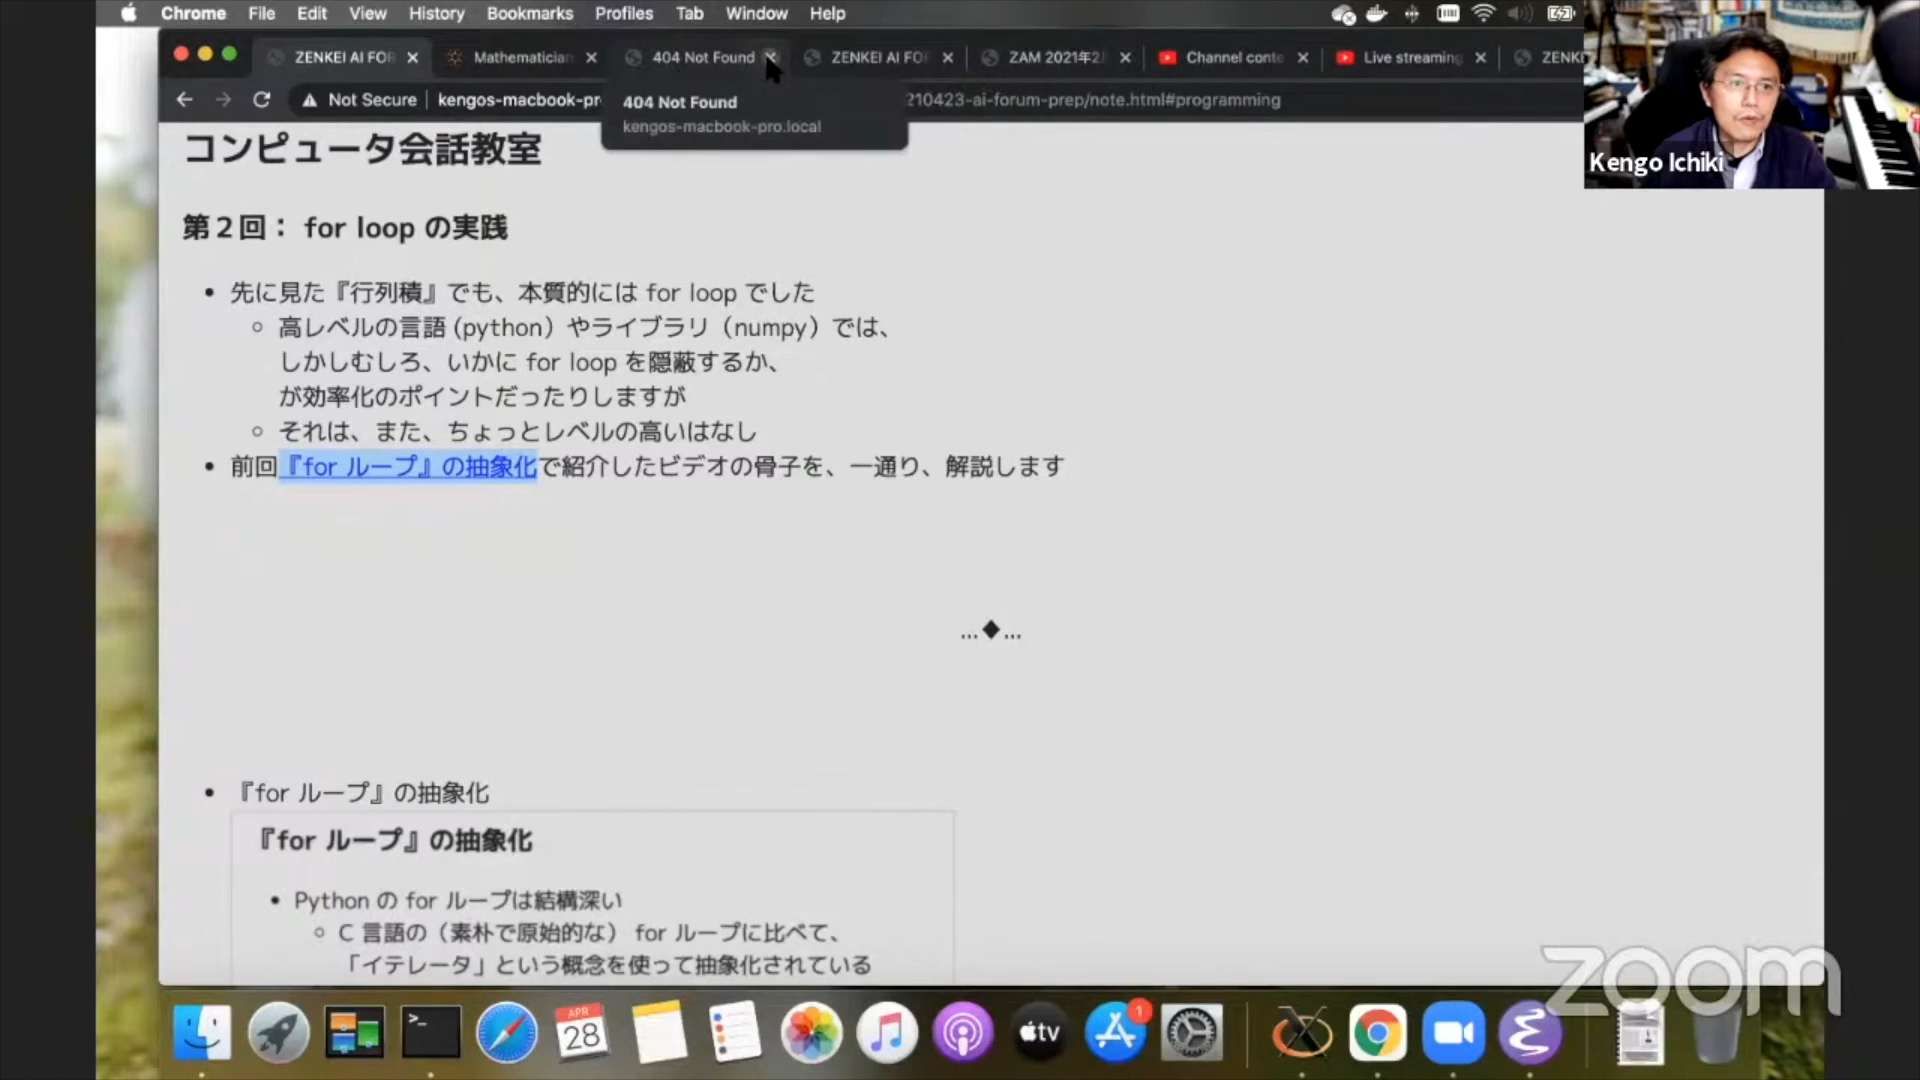 Chrome File Edit View History Bookmarks Profiles Tab Window Help
ZENKEI AI FOR
Mathematician
404 Not Found
ZENKEI AI FO
ZAM 2021年2
Channel conte
Live streaming
ZENK
Not Secure kengos-macbook-pr
210423-ai-forum-prep/note.html#programming
404 Not Found
kengos-macbook-pro.local
Kengo Ichiki
コンピュータ会話教室
第２回： for loop の実践
先に見た『行列積』でも、本質的には for loop でした
高レベルの言語 (python）やライブラリ（numpy）では、
しかしむしろ、いかに for loop を隠蔽するか、
が効率化のポイントだったりしますが
それは、また、ちょっとレベルの高いはなし
前回『for ループ』の抽象化で紹介したビデオの骨子を、一通り、解説します
...◆...
『for ループ』の抽象化
『for ループ』の抽象化
Python の for ループは結構深い
C 言語の（素朴で原始的な） for ループに比べて、
「イテレータ」という概念を使って抽象化されている
zoom
APR
28
tv
1